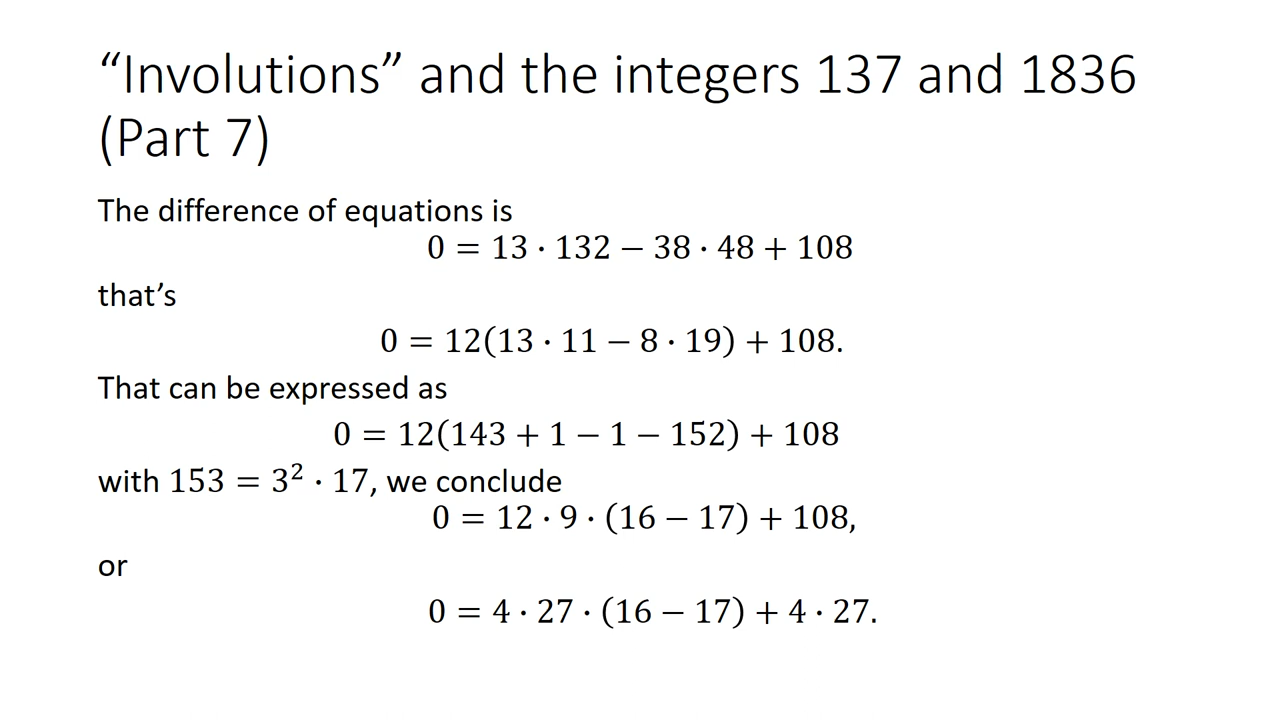 “Involutions” and the integers 137 and 1836
(Part 7)
The difference of equations is
0 = 13 · 132 − 38 · 48 + 108
that’s
0 = 12(13 · 11 − 8 · 19) + 108.
That can be expressed as
0 = 12(143 + 1 − 1 − 152) + 108
with 153 = 3² · 17, we conclude
0 = 12 · 9 · (16 − 17) + 108,
or
0 = 4 · 27 · (16 − 17) + 4 · 27.